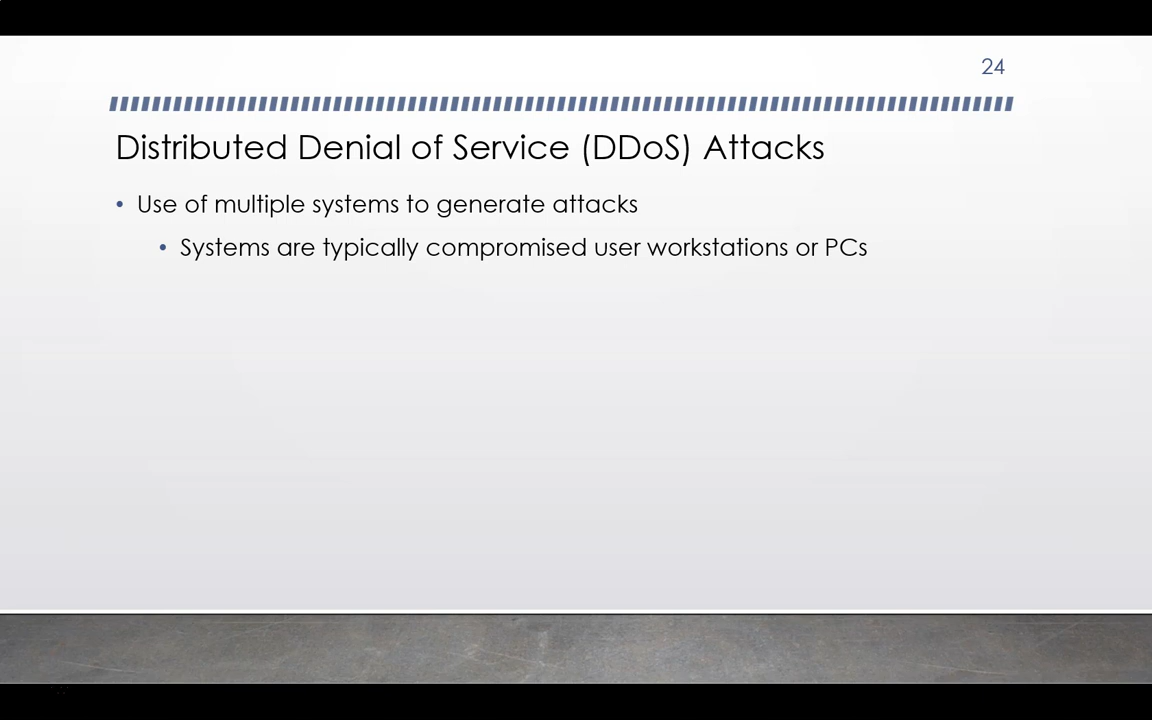 24
Distributed Denial of Service (DDoS) Attacks
• Use of multiple systems to generate attacks
• Systems are typically compromised user workstations or PCs